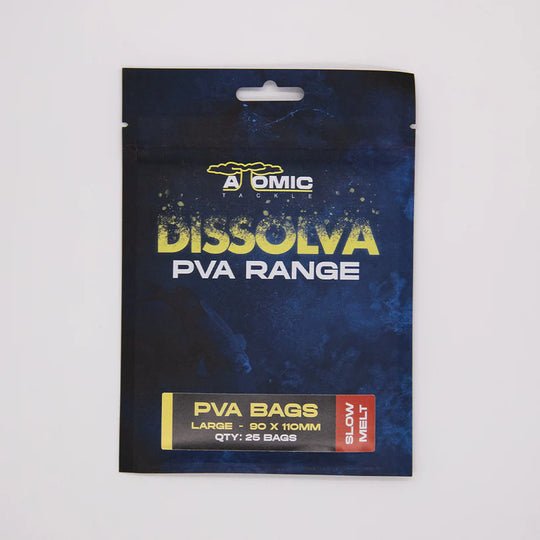 ATOMIC
TACKLE
DISSOLVA
PVA RANGE
PVA BAGS
LARGE - 90 X 110MM
QTY: 25 BAGS
SLOW
MELT